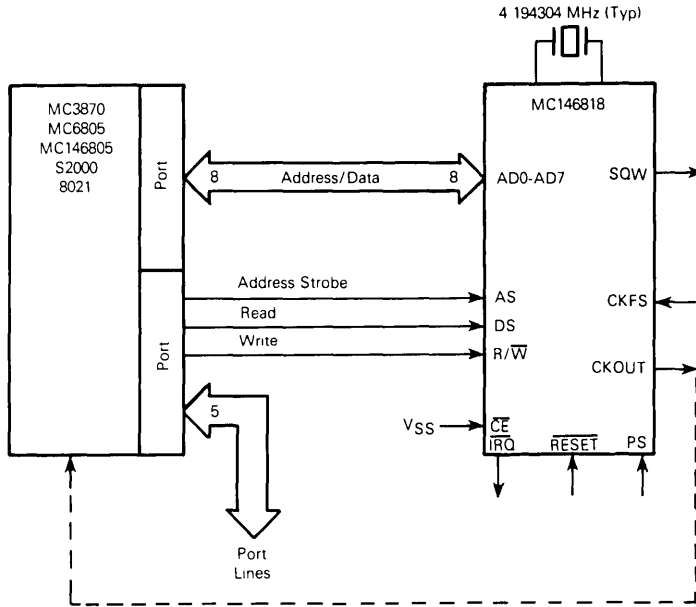 4 194304 MHz (Typ)
MC3870
MC6805
MC146805
S2000
8021
Port
MC146818
8 Address/Data 8
AD0-AD7
SQW
Address Strobe
AS
CKFS
Read
DS
Write
R/W
Port
CKOUT
5
VSS
CE
IRQ
RESET
PS
Port
Lines